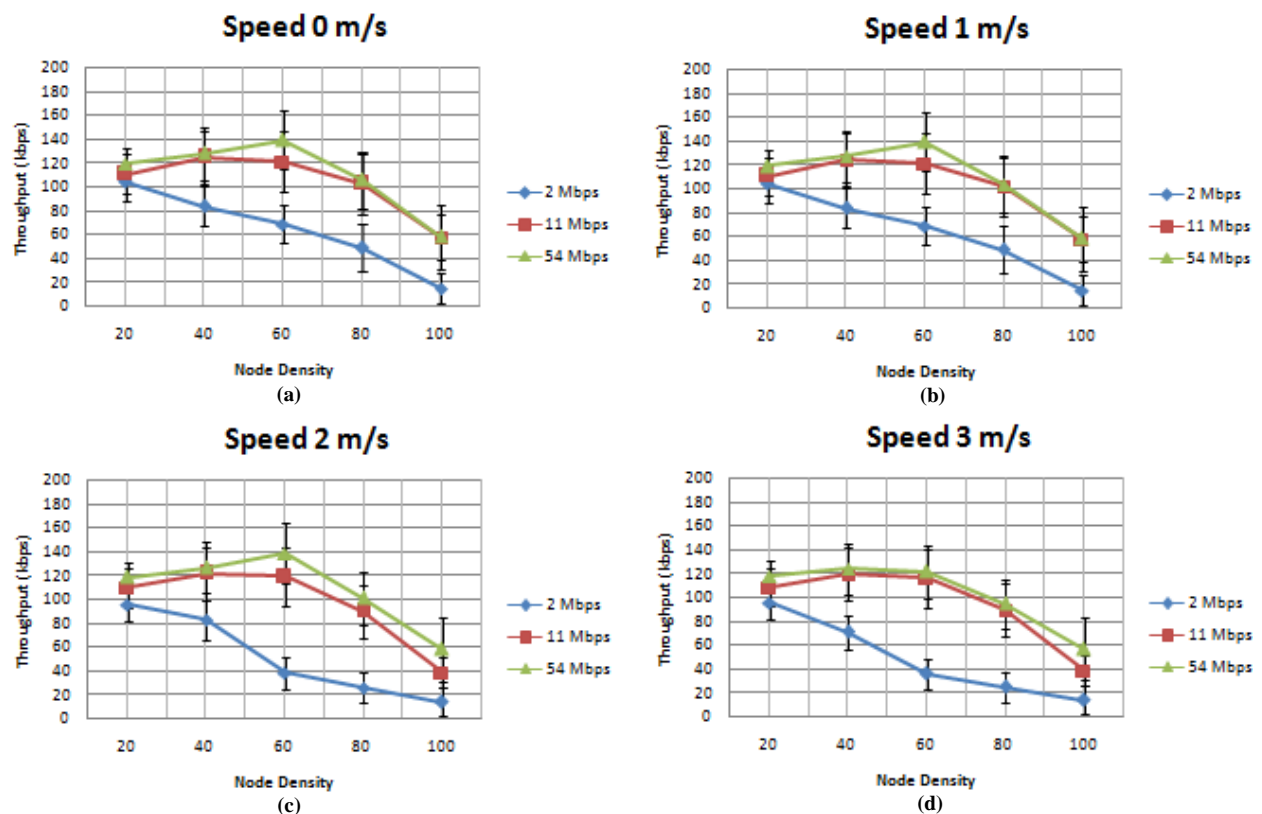 Speed 0 m/s
Throughput (kbps)
200
180
160
140
120
100
80
60
40
20
0
20 40 60 80 100
Node Density
2 Mbps
11 Mbps
54 Mbps
(a)
Speed 1 m/s
Throughput (kbps)
200
180
160
140
120
100
80
60
40
20
0
20 40 60 80 100
Node Density
2 Mbps
11 Mbps
54 Mbps
(b)
Speed 2 m/s
Throughput (kbps)
200
180
160
140
120
100
80
60
40
20
0
20 40 60 80 100
Node Density
2 Mbps
11 Mbps
54 Mbps
(c)
Speed 3 m/s
Throughput (kbps)
200
180
160
140
120
100
80
60
40
20
0
20 40 60 80 100
Node Density
2 Mbps
11 Mbps
54 Mbps
(d)